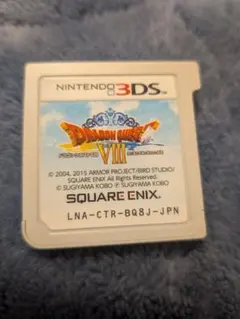 NINTENDO 3DS
DRAGON QUEST
VIII
© 2004, 2015 ARMOR PROJECT/BIRD STUDIO/
SQUARE ENIX All Rights Reserved.
© SUGIYAMA KOBO ℗ SUGIYAMA KOBO
SQUARE ENIX
LNA-CTR-BQ8J-JPN